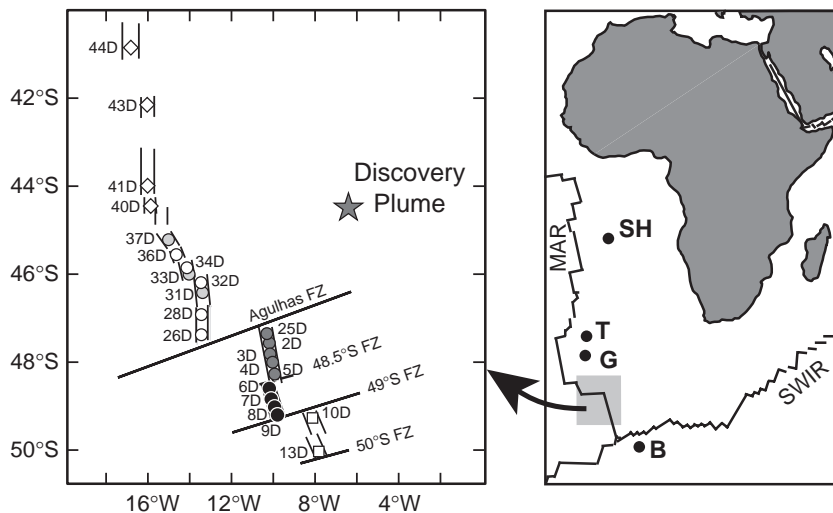 44D
42°S
43D
44°S
41D
40D
Discovery
Plume
37D
36D
34D
46°S
33D
32D
31D
28D
26D
Agulhas FZ
25D
2D
48°S
3D
4D
5D
48.5°S FZ
6D
7D
8D
9D
10D
49°S FZ
50°S
13D
50°S FZ
16°W
12°W
8°W
4°W
MAR
SH
T
G
SWIR
B